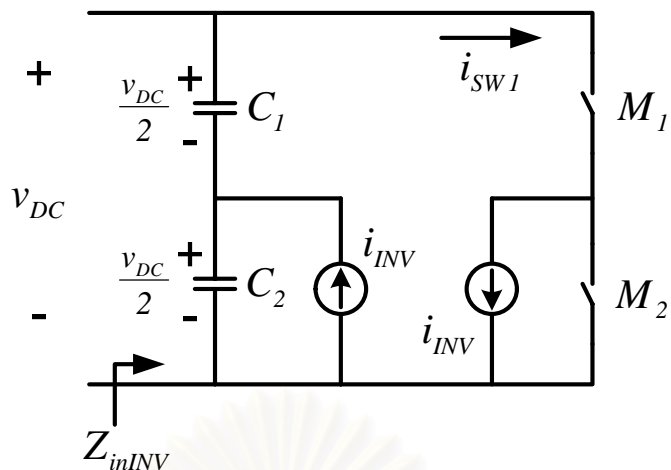 +
v_DC
-
v_DC/2
+
-
C_1
v_DC/2
+
-
C_2
i_INV
i_INV
i_SW1
M_1
M_2
Z_inINV